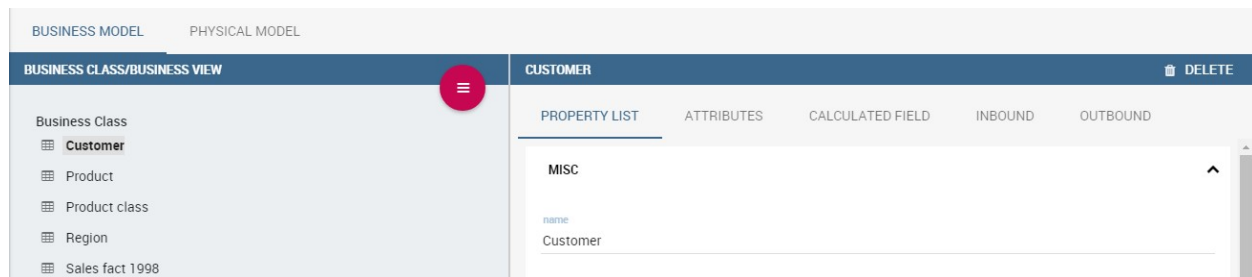 BUSINESS MODEL PHYSICAL MODEL
BUSINESS CLASS/BUSINESS VIEW
Business Class
Customer
Product
Product class
Region
Sales fact 1998
CUSTOMER DELETE
PROPERTY LIST ATTRIBUTES CALCULATED FIELD INBOUND OUTBOUND
MISC
name
Customer